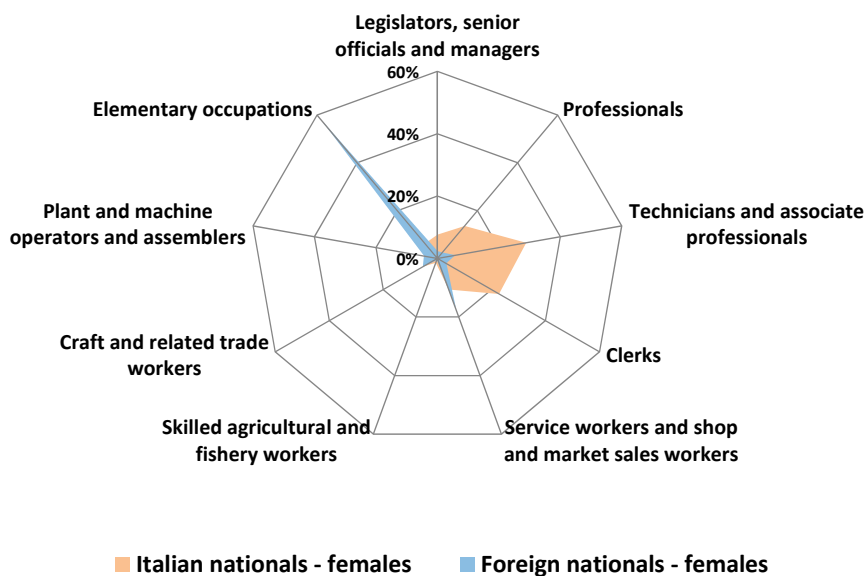 Legislators, senior
officials and managers
60%
Elementary occupations
Professionals
40%
20%
Plant and machine
operators and assemblers
Technicians and associate
professionals
0%
Craft and related trade
workers
Clerks
Skilled agricultural and
fishery workers
Service workers and shop
and market sales workers
Italian nationals - females
Foreign nationals - females